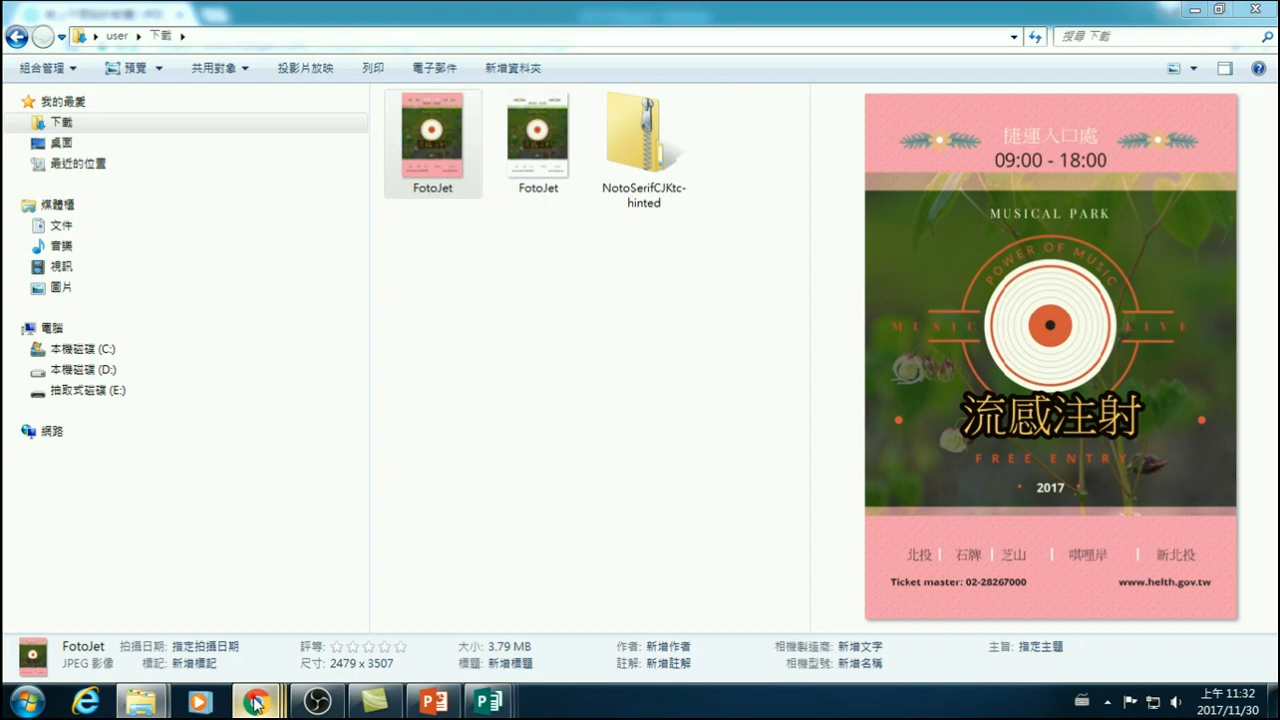 user
下載
搜尋 下載
組合管理
預覽
共用對象
投影片放映
列印
電子郵件
新增資料夾
我的最愛
下載
桌面
最近的位置
媒體櫃
文件
音樂
視訊
圖片
電腦
本機磁碟 (C:)
本機磁碟 (D:)
抽取式磁碟 (E:)
網路
FotoJet
FotoJet
NotoSerifCJKtc-
hinted
捷運入口處
09:00 - 18:00
MUSICAL PARK
POWER OF MUSIC
MUSIC LIVE
流感注射
FREE ENTRY
2017
北投 石牌 芝山 唭哩岸 新北投
Ticket master: 02-28267000 www.helth.gov.tw
FotoJet 拍攝日期: 指定拍攝日期 評等: 大小: 3.79 MB 作者: 新增作者 相機製造商: 新增文字 主旨: 指定主題
JPEG 影像 標記: 新增標記 尺寸: 2479 x 3507 標題: 新增標題 註解: 新增註解 相機型號: 新增名稱
上午 11:32
2017/11/30